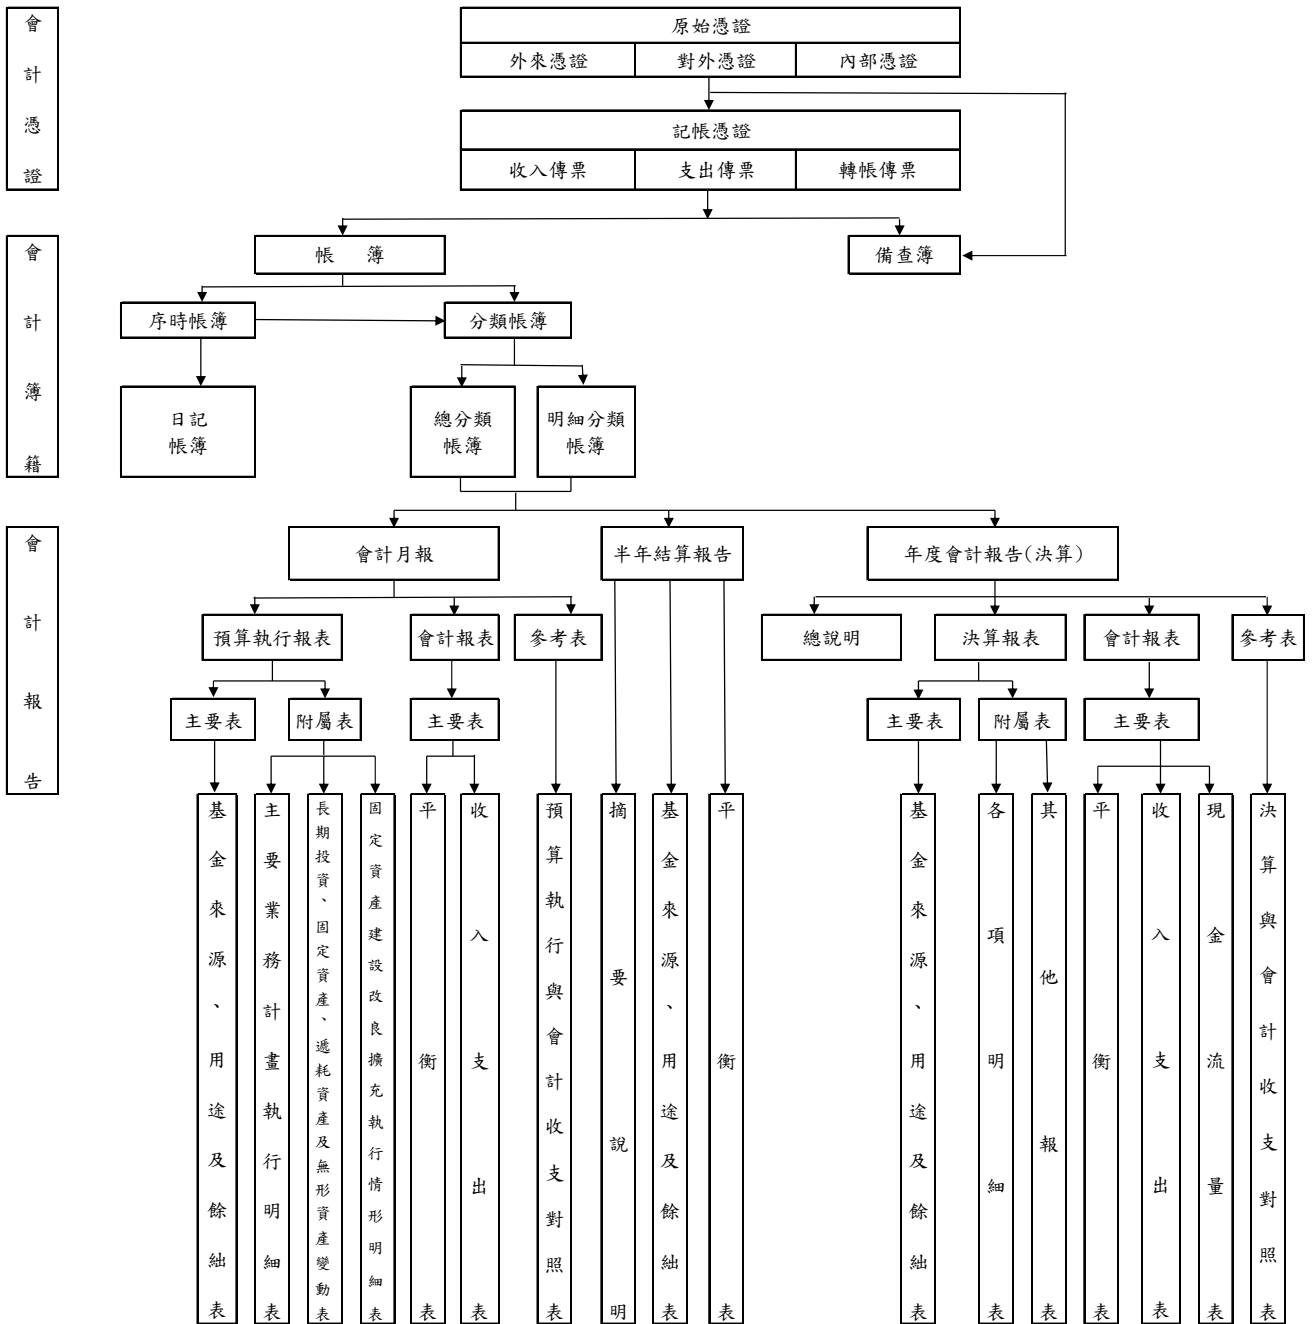 會計憑證
原始憑證
外來憑證 對外憑證 內部憑證
記帳憑證
收入傳票 支出傳票 轉帳傳票
會計簿籍
帳 簿
備查簿
序時帳簿
分類帳簿
日記
帳簿
總分類
帳簿
明細分類
帳簿
會計報告
會計月報
半年結算報告
年度會計報告(決算)
預算執行報表
會計報表
參考表
總說明
決算報表
會計報表
參考表
主要表
附屬表
主要表
主要表
附屬表
主要表
基金來源、用途及餘絀表
主要業務計畫執行明細表
長期投資、固定資產、遞耗資產及無形資產變動表
固定資產建設改良擴充執行情形明細表
平衡表
收入支出表
預算執行與會計收支對照表
摘要說明
基金來源、用途及餘絀表
平衡表
基金來源、用途及餘絀表
各項明細表
其他報表
平衡表
收入支出表
現金流量表
決算與會計收支對照表